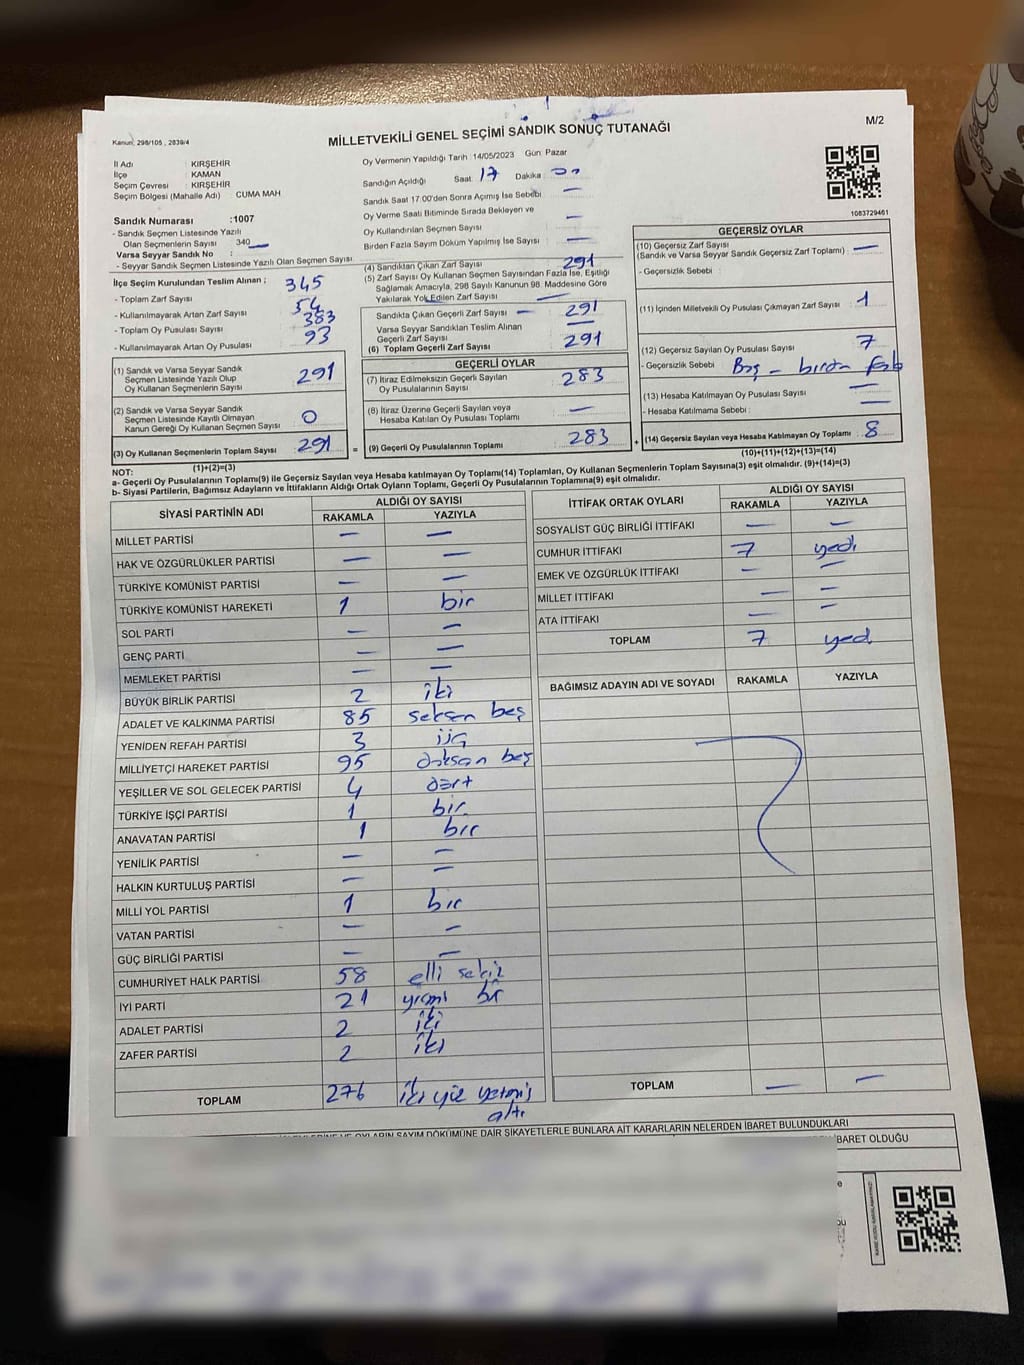 MİLLETVEKİLİ GENEL SEÇİMİ SANDIK SONUÇ TUTANAĞI
M/2
Kanun; 298/105 , 2839/4
İl Adı : KIRŞEHİR
İlçe : KAMAN
Seçim Çevresi : KIRŞEHİR
Seçim Bölgesi (Mahalle Adı) CUMA MAH
Sandık Numarası :1007
- Sandık Seçmen Listesinde Yazılı
Olan Seçmenlerin Sayısı 340
Varsa Seyyar Sandık No :
- Seyyar Sandık Seçmen Listesinde Yazılı Olan Seçmen Sayısı
Oy Vermenin Yapıldığı Tarih :14/05/2023 Gün: Pazar
Sandığın Açıldığı Saat: 17 Dakika:
Sandık Saat 17:00'den Sonra Açılmış İse Sebebi —
Oy Verme Saati Bitiminde Sırada Bekleyen ve
Oy Kullandırılan Seçmen Sayısı —
Birden Fazla Sayım Döküm Yapılmış İse Sayısı —
1083729461
İlçe Seçim Kurulundan Teslim Alınan ;
- Toplam Zarf Sayısı : 345
- Kullanılmayarak Artan Zarf Sayısı : 54
- Toplam Oy Pusulası Sayısı : 383
- Kullanılmayarak Artan Oy Pusulası 93
(1) Sandık ve Varsa Seyyar Sandık
Seçmen Listesinde Yazılı Olup
Oy Kullanan Seçmenlerin Sayısı 291
(2) Sandık ve Varsa Seyyar Sandık
Seçmen Listesinde Kayıtlı Olmayan
Kanun Gereği Oy Kullanan Seçmen Sayısı 0
(3) Oy Kullanan Seçmenlerin Toplam Sayısı 291
(1)+(2)=(3)
(4) Sandıktan Çıkan Zarf Sayısı 291
(5) Zarf Sayısı Oy Kullanan Seçmen Sayısından Fazla İse, Eşitliği
Sağlamak Amacıyla, 298 Sayılı Kanunun 98. Maddesine Göre
Yakılarak Yok Edilen Zarf Sayısı —
Sandıkta Çıkan Geçerli Zarf Sayısı 291
Varsa Seyyar Sandıktan Teslim Alınan
Geçerli Zarf Sayısı —
(6) Toplam Geçerli Zarf Sayısı 291
GEÇERLİ OYLAR
(7) İtiraz Edilmeksizin Geçerli Sayılan
Oy Pusulalarının Sayısı 283
(8) İtiraz Üzerine Geçerli Sayılan veya
Hesaba Katılan Oy Pusulası Toplamı —
= (9) Geçerli Oy Pusulalarının Toplamı 283
GEÇERSİZ OYLAR
(10) Geçersiz Zarf Sayısı
(Sandık ve Varsa Seyyar Sandık Geçersiz Zarf Toplamı) : —
- Geçersizlik Sebebi :
(11) İçinden Milletvekili Oy Pusulası Çıkmayan Zarf Sayısı 1
(12) Geçersiz Sayılan Oy Pusulası Sayısı 7
- Geçersizlik Sebebi : Boş - birden fazla
(13) Hesaba Katılmayan Oy Pusulası Sayısı —
- Hesaba Katılmama Sebebi : —
+ (14) Geçersiz Sayılan veya Hesaba Katılmayan Oy Toplamı 8
(10)+(11)+(12)+(13)=(14)
NOT:
a- Geçerli Oy Pusulalarının Toplamı(9) ile Geçersiz Sayılan veya Hesaba katılmayan Oy Toplamı(14) Toplamları, Oy Kullanan Seçmenlerin Toplam Sayısına(3) eşit olmalıdır. (9)+(14)=(3)
b- Siyasi Partilerin, Bağımsız Adayların ve İttifakların Aldığı Ortak Oyların Toplamı, Geçerli Oy Pusulalarının Toplamına(9) eşit olmalıdır.
SİYASİ PARTİNİN ADI ALDIĞI OY SAYISI
RAKAMLA YAZIYLA
MİLLET PARTİSİ — —
HAK VE ÖZGÜRLÜKLER PARTİSİ — —
TÜRKİYE KOMÜNİST PARTİSİ — —
TÜRKİYE KOMÜNİST HAREKETİ 1 bir
SOL PARTİ — —
GENÇ PARTİ — —
MEMLEKET PARTİSİ — —
BÜYÜK BİRLİK PARTİSİ 2 iki
ADALET VE KALKINMA PARTİSİ 85 seksen beş
YENİDEN REFAH PARTİSİ 3 üç
MİLLİYETÇİ HAREKET PARTİSİ 95 doksan beş
YEŞİLLER VE SOL GELECEK PARTİSİ 4 dört
TÜRKİYE İŞÇİ PARTİSİ 1 bir
ANAVATAN PARTİSİ 1 bir
YENİLİK PARTİSİ — —
HALKIN KURTULUŞ PARTİSİ — —
MİLLİ YOL PARTİSİ 1 bir
VATAN PARTİSİ — —
GÜÇ BİRLİĞİ PARTİSİ — —
CUMHURİYET HALK PARTİSİ 58 elli sekiz
İYİ PARTİ 21 yirmi bir
ADALET PARTİSİ 2 iki
ZAFER PARTİSİ 2 iki
TOPLAM 276 iki yüz yetmiş
altı
İTTİFAK ORTAK OYLARI ALDIĞI OY SAYISI
RAKAMLA YAZIYLA
SOSYALİST GÜÇ BİRLİĞİ İTTİFAKI — —
CUMHUR İTTİFAKI 7 yedi
EMEK VE ÖZGÜRLÜK İTTİFAKI — —
MİLLET İTTİFAKI — —
ATA İTTİFAKI — —
TOPLAM 7 yedi
BAĞIMSIZ ADAYIN ADI VE SOYADI RAKAMLA YAZIYLA
TOPLAM — —
OYLARIN SAYIM DÖKÜMÜNE DAİR ŞİKAYETLERLE BUNLARA AİT KARARLARIN NELERDEN İBARET BULUNDUKLARI
İBARET OLDUĞU